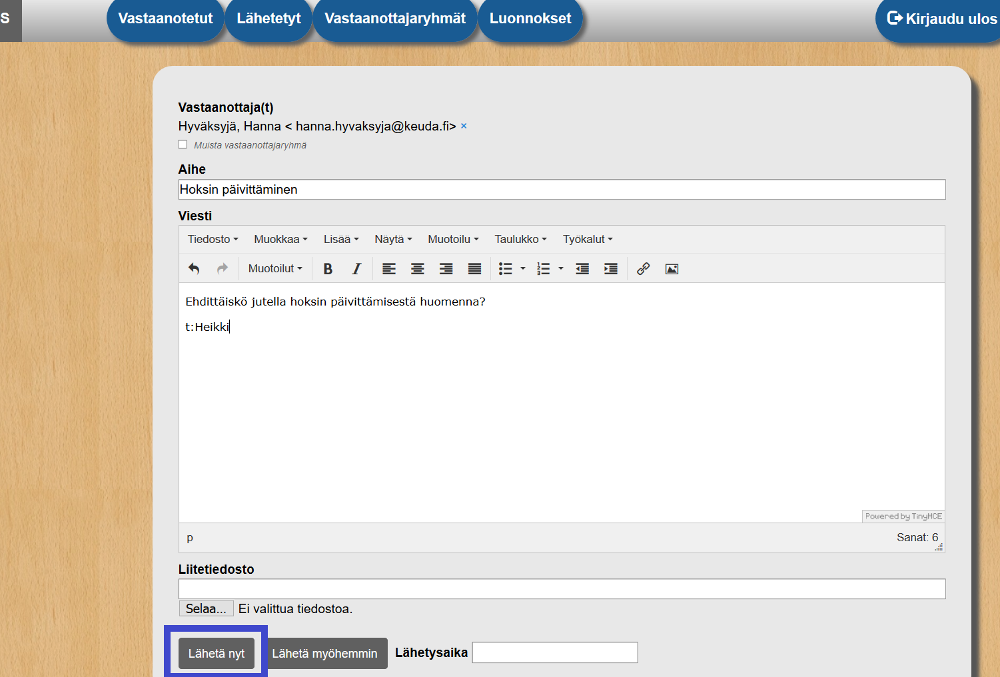 S
Vastaanotetut Lähetetyt Vastaanottajaryhmät Luonnokset Kirjaudu ulos
Vastaanottaja(t)
Hyväksyjä, Hanna < hanna.hyvaksyja@keuda.fi> ×
Muista vastaanottajaryhmä
Aihe
Hoksin päivittäminen
Viesti
Tiedosto Muokkaa Lisää Näytä Muotoilu Taulukko Työkalut
Muotoilut B I
Ehdittäiskö jutella hoksin päivittämisestä huomenna?
t:Heikki
Powered by TinyMCE
p Sanat: 6
Liitetiedosto
Selaa... Ei valittua tiedostoa.
Lähetä nyt Lähetä myöhemmin Lähetysaika